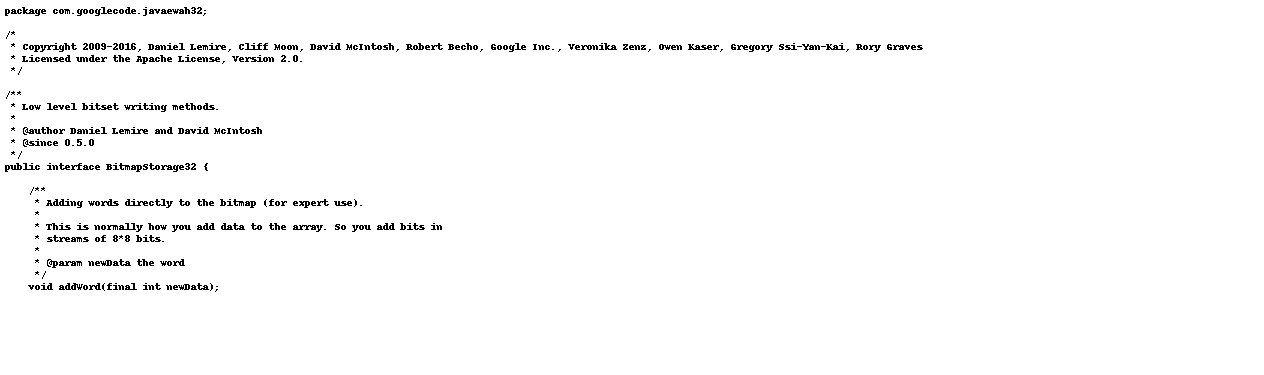 package com.googlecode.javaewah32;

/*
 * Copyright 2009-2016, Daniel Lemire, Cliff Moon, David McIntosh, Robert Becho, Google Inc., Veronika Zenz, Owen Kaser, Gregory Ssi-Yan-Kai, Rory Graves
 * Licensed under the Apache License, Version 2.0.
 */

/**
 * Low level bitset writing methods.
 *
 * @author Daniel Lemire and David McIntosh
 * @since 0.5.0
 */
public interface BitmapStorage32 {

    /**
     * Adding words directly to the bitmap (for expert use).
     *
     * This is normally how you add data to the array. So you add bits in
     * streams of 8*8 bits.
     *
     * @param newData the word
     */
    void addWord(final int newData);